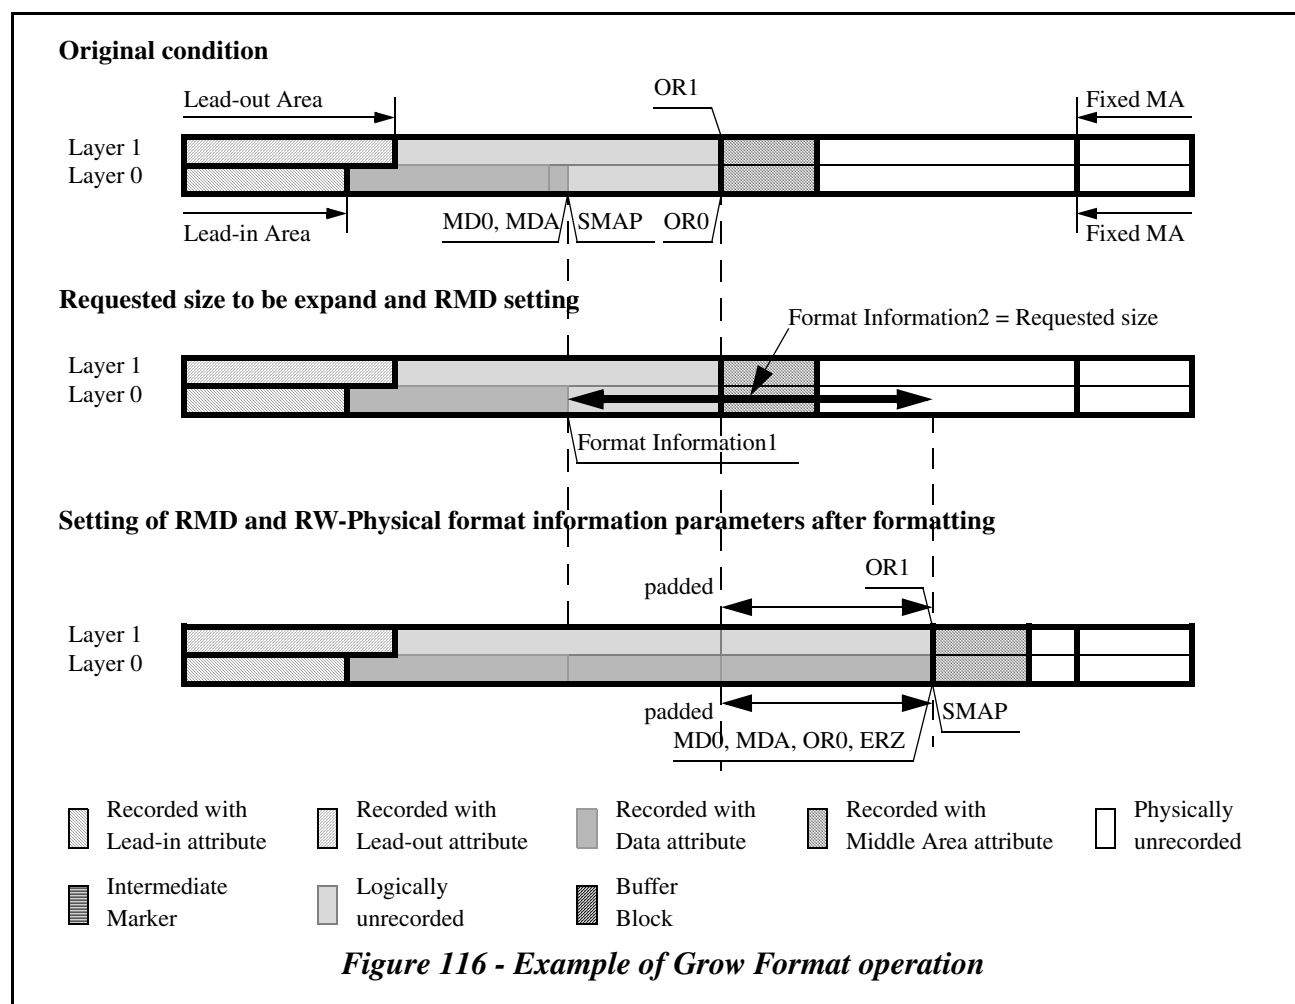 Original condition
OR1
Lead-out Area
Fixed MA
Layer 1
Layer 0
MD0, MDA
SMAP
OR0
Lead-in Area
Fixed MA
Requested size to be expand and RMD setting
Format Information2 = Requested size
Layer 1
Layer 0
Format Information1
Setting of RMD and RW-Physical format information parameters after formatting
OR1
padded
Layer 1
Layer 0
padded
SMAP
MD0, MDA, OR0, ERZ
Recorded with
Lead-in attribute
Recorded with
Lead-out attribute
Recorded with
Data attribute
Recorded with
Middle Area attribute
Physically
unrecorded
Intermediate
Marker
Logically
unrecorded
Buffer
Block
Figure 116 - Example of Grow Format operation